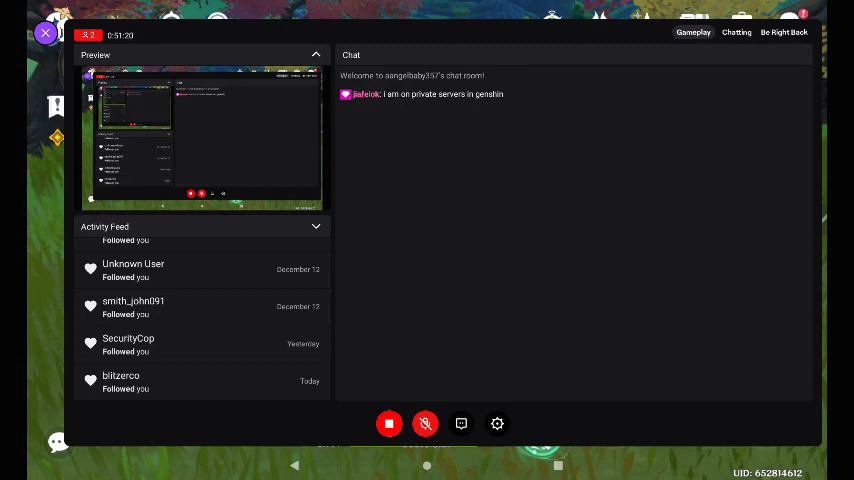 2
0:51:20
Gameplay
Chatting
Be Right Back
Preview
Chat
Welcome to aangelbaby357's chat room!
jiafeiok: i am on private servers in genshin
Activity Feed
Followed you
Unknown User
Followed you
December 12
smith_john091
Followed you
December 12
SecurityCop
Followed you
Yesterday
blitzerco
Followed you
Today
UID: 652814612